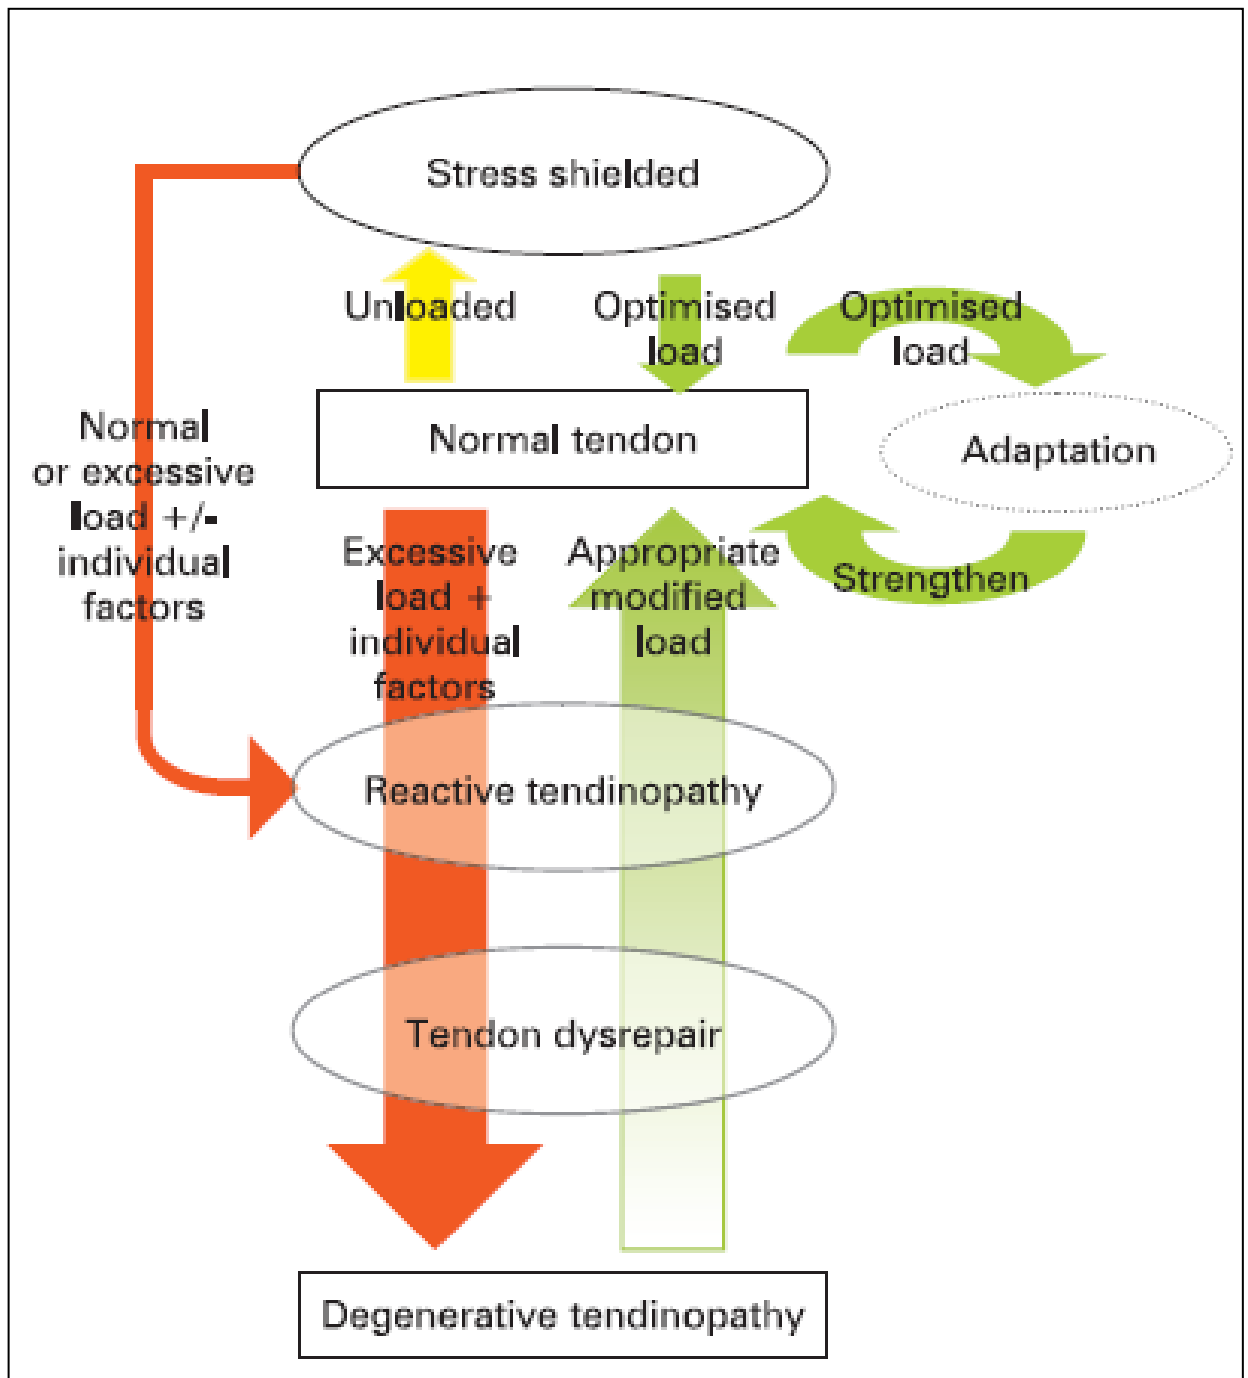 Stress shielded
Unloaded
Optimised
load
Optimised
load
Normal tendon
Adaptation
Normal
or excessive
load +/-
individual
factors
Excessive
load +
individual
factors
Appropriate
modified
load
Strengthen
Reactive tendinopathy
Tendon dysrepair
Degenerative tendinopathy